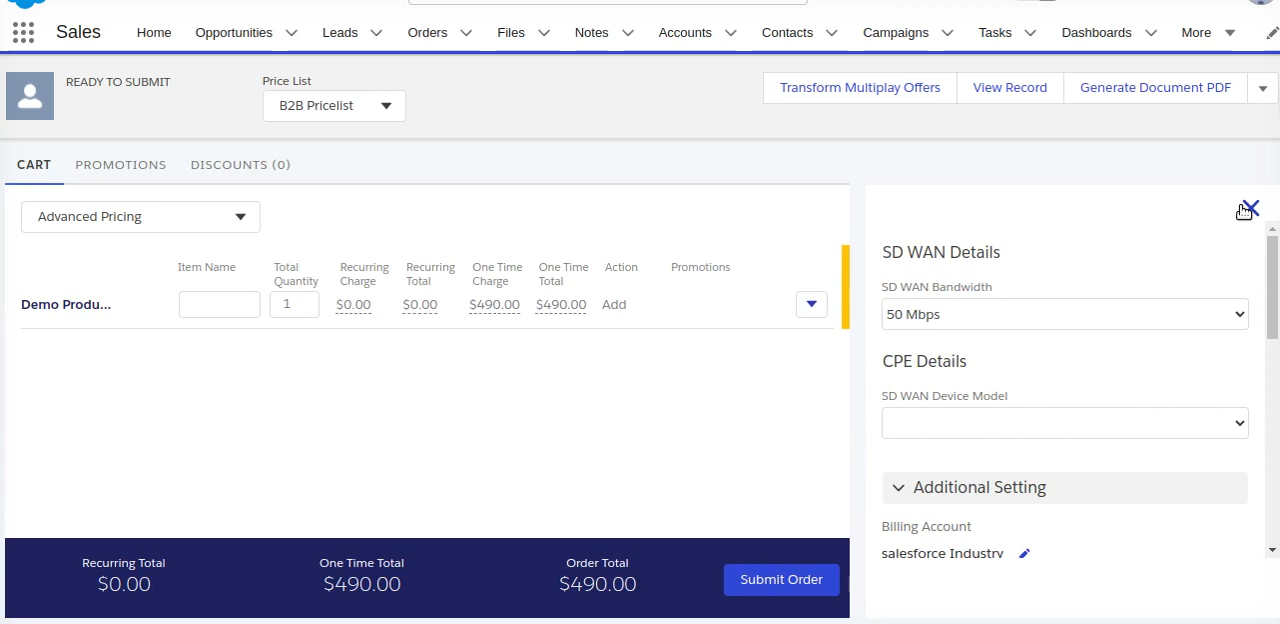 Sales Home Opportunities Leads Orders Files Notes Accounts Contacts Campaigns Tasks Dashboards More
READY TO SUBMIT
Price List
B2B Pricelist
Transform Multiplay Offers View Record Generate Document PDF
CART PROMOTIONS DISCOUNTS (0)
Advanced Pricing
Item Name Total Quantity Recurring Charge Recurring Total One Time Charge One Time Total Action Promotions
Demo Produ... 1 $0.00 $0.00 $490.00 $490.00 Add
SD WAN Details
SD WAN Bandwidth
50 Mbps
CPE Details
SD WAN Device Model
Additional Setting
Billing Account
salesforce Industry
Recurring Total One Time Total Order Total
$0.00 $490.00 $490.00
Submit Order